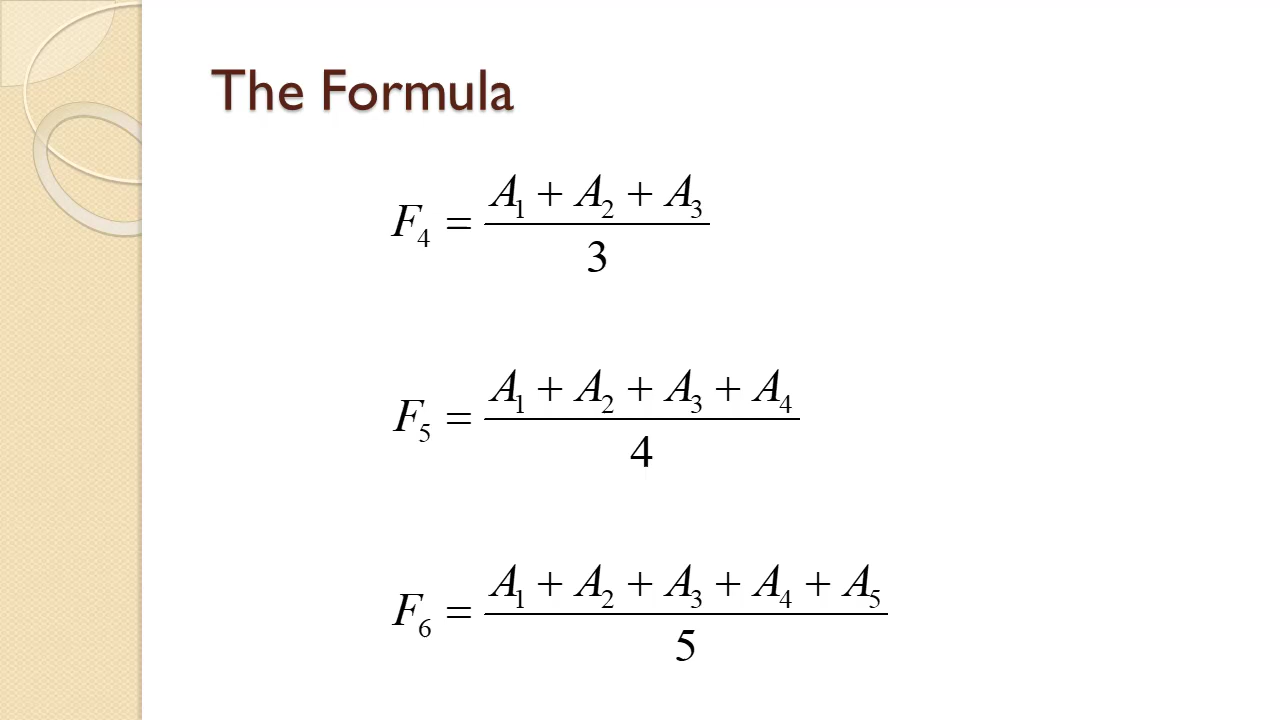 The Formula
F₄ = (A₁ + A₂ + A₃) / 3
F₅ = (A₁ + A₂ + A₃ + A₄) / 4
F₆ = (A₁ + A₂ + A₃ + A₄ + A₅) / 5